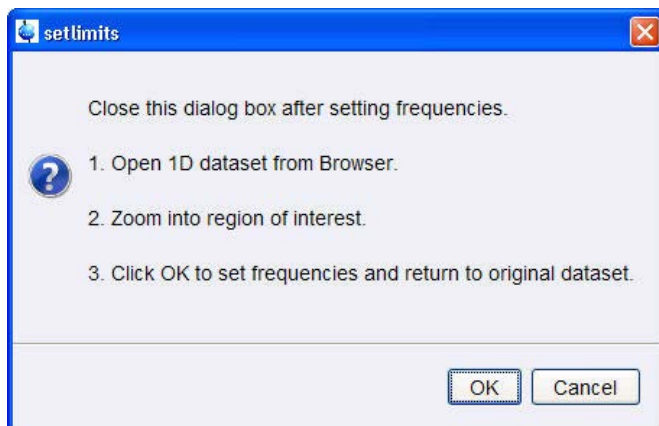 setlimits
Close this dialog box after setting frequencies.
1. Open 1D dataset from Browser.
2. Zoom into region of interest.
3. Click OK to set frequencies and return to original dataset.
OK Cancel